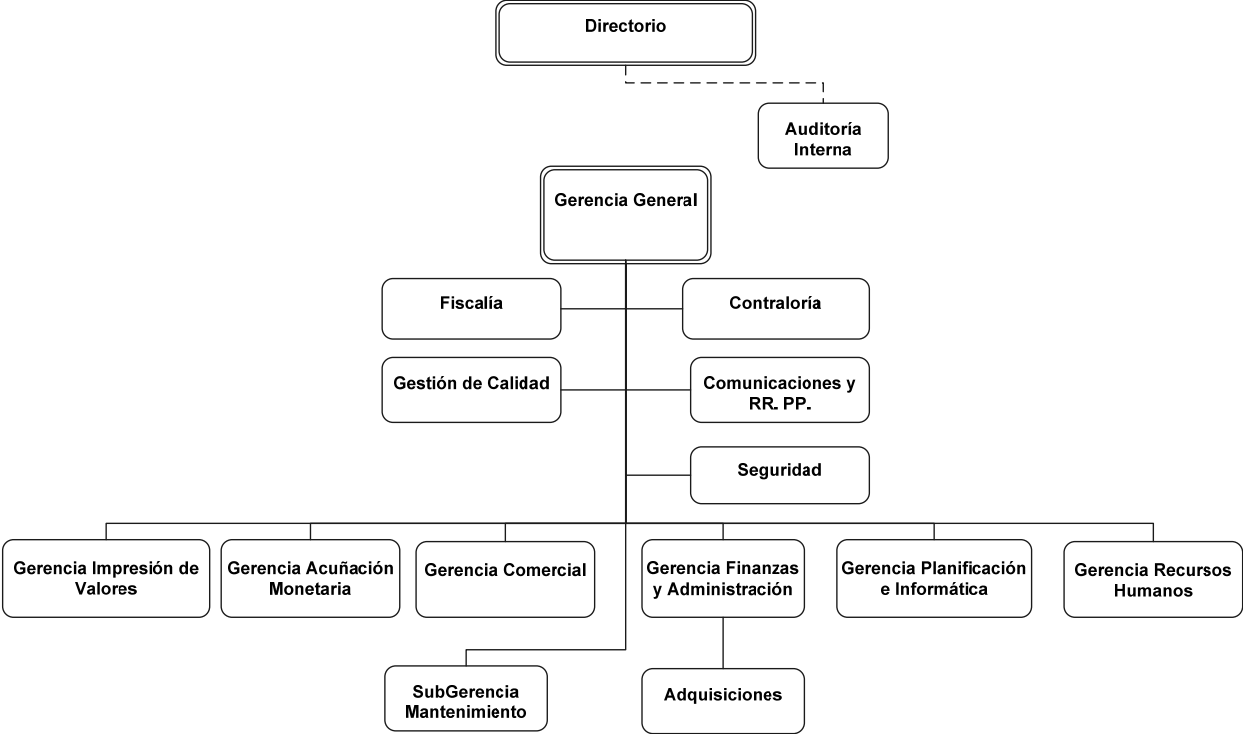 Directorio
Auditoría
Interna
Gerencia General
Fiscalía
Contraloría
Gestión de Calidad
Comunicaciones y
RR. PP.
Seguridad
Gerencia Impresión de
Valores
Gerencia Acuñación
Monetaria
Gerencia Comercial
Gerencia Finanzas
y Administración
Gerencia Planificación
e Informática
Gerencia Recursos
Humanos
SubGerencia
Mantenimiento
Adquisiciones